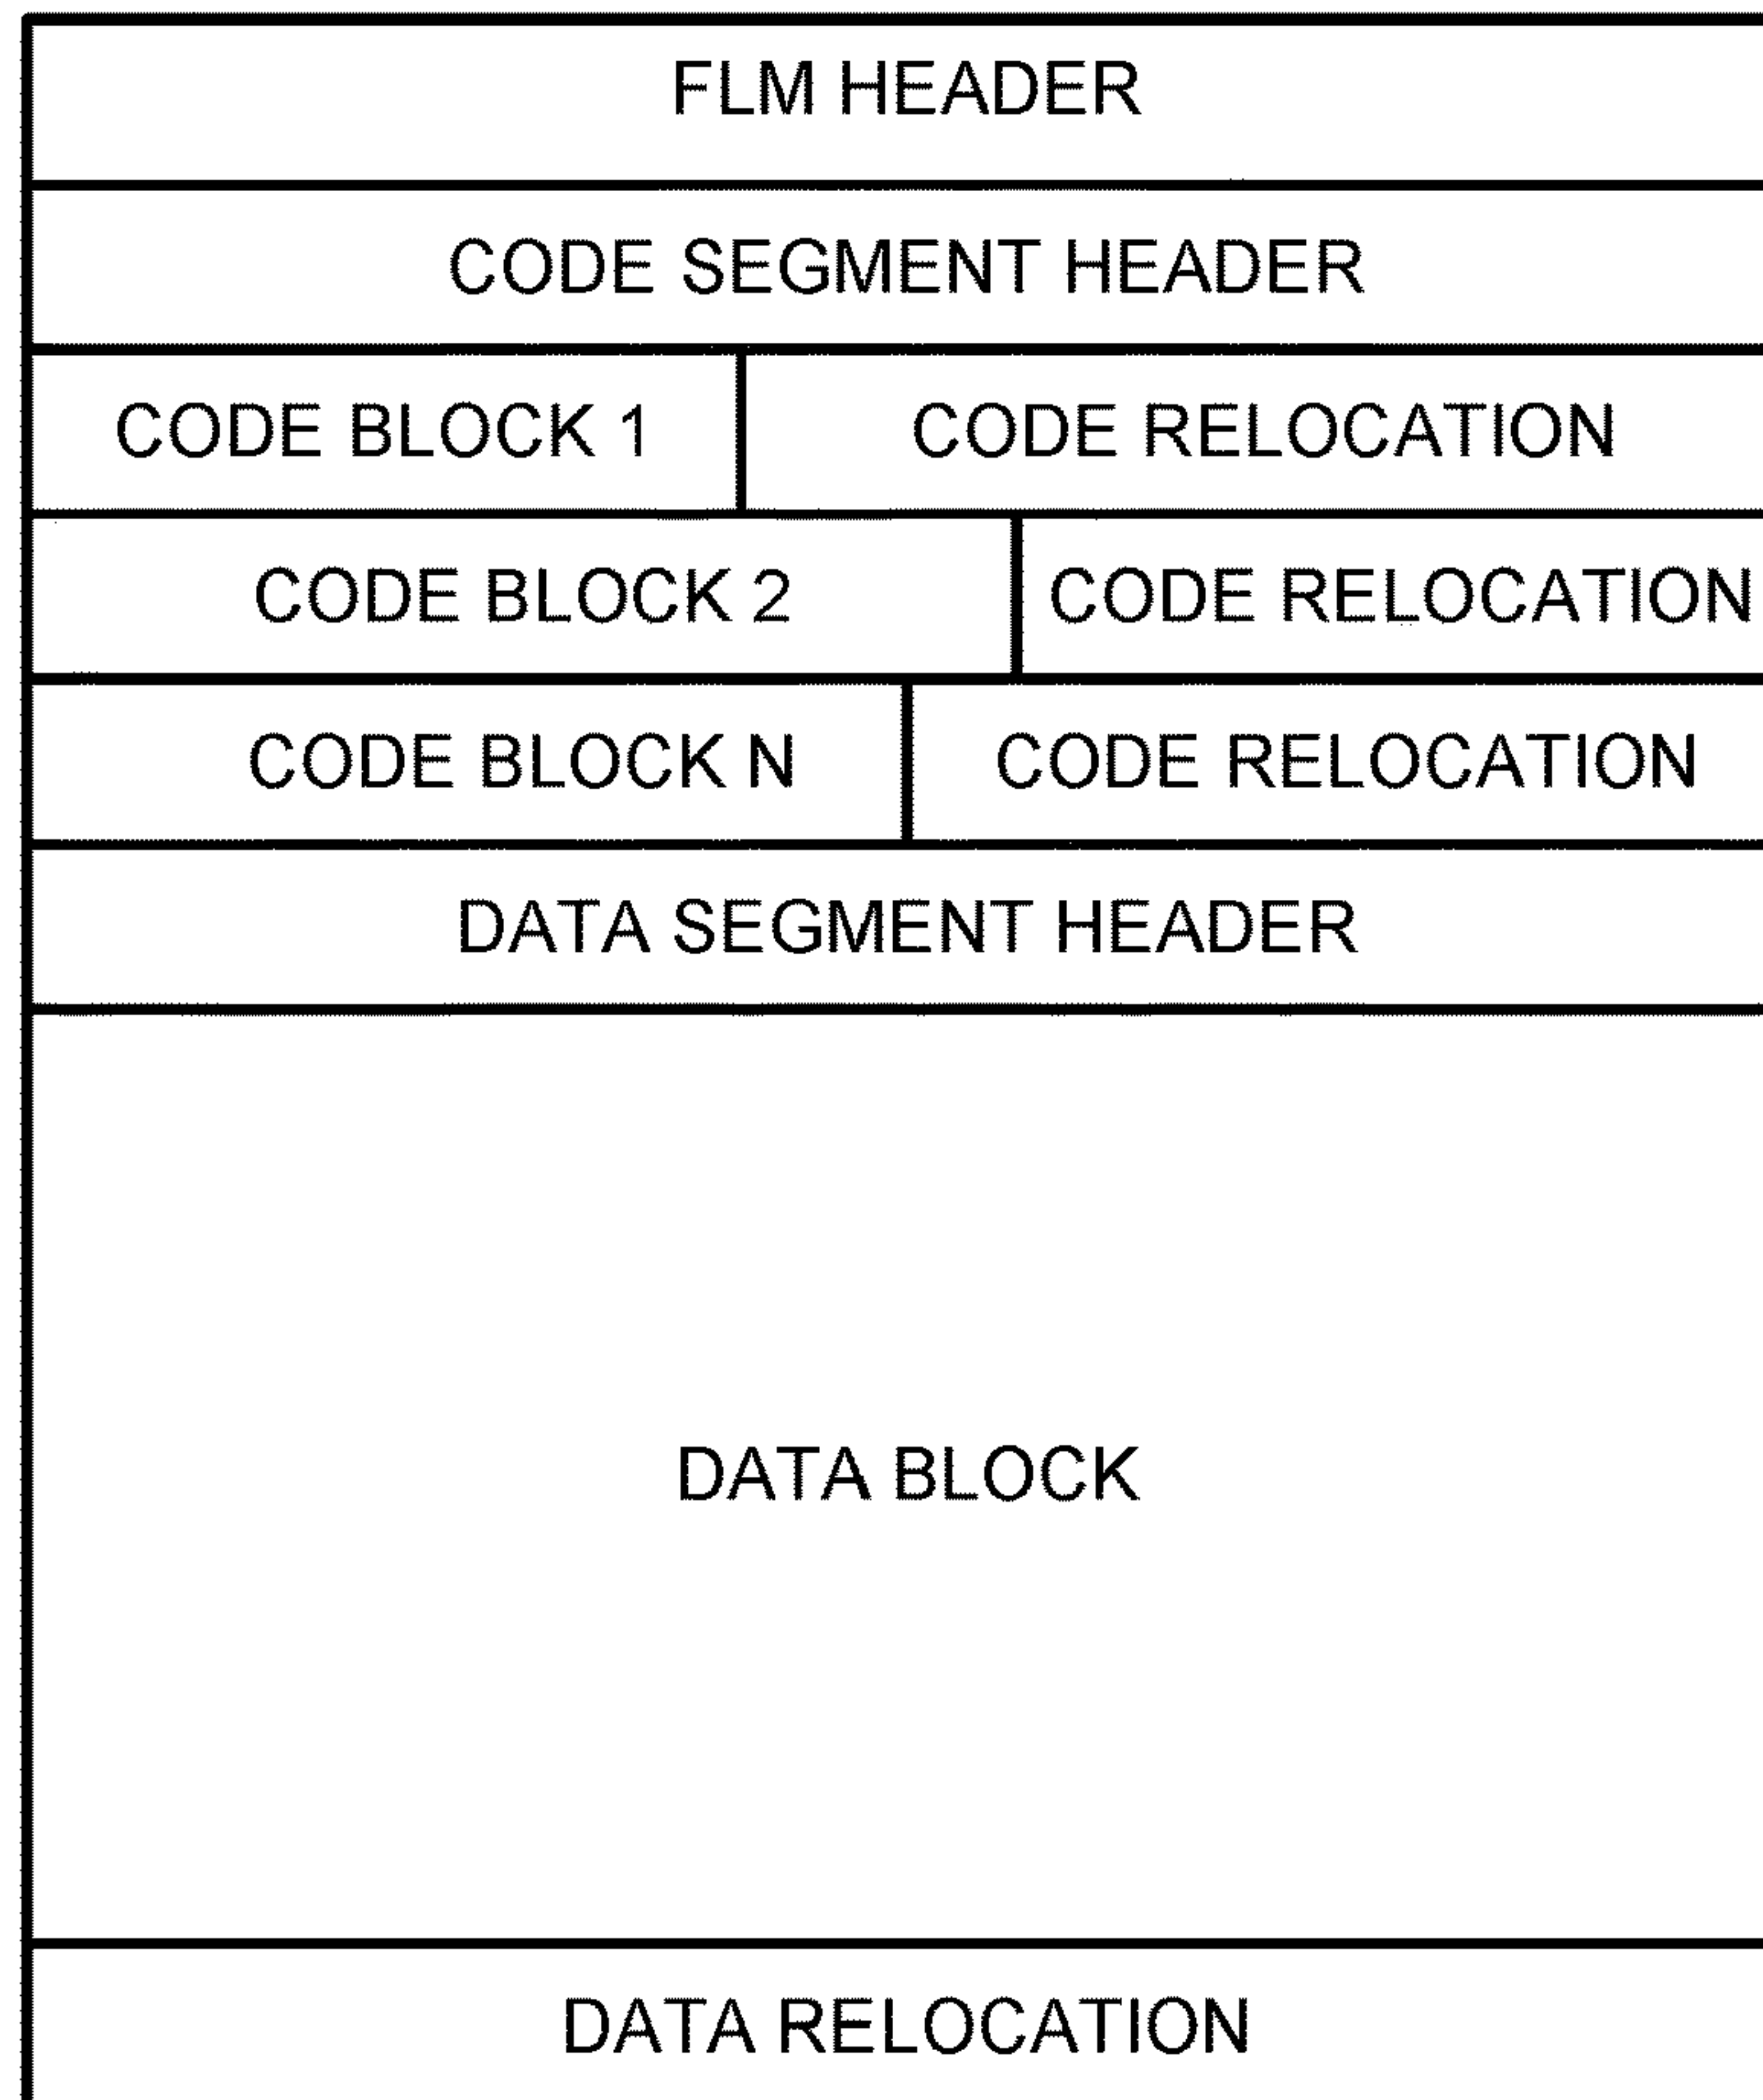 FLM HEADER
CODE SEGMENT HEADER
CODE BLOCK 1 CODE RELOCATION
CODE BLOCK 2 CODE RELOCATION
CODE BLOCK N CODE RELOCATION
DATA SEGMENT HEADER
DATA BLOCK
DATA RELOCATION